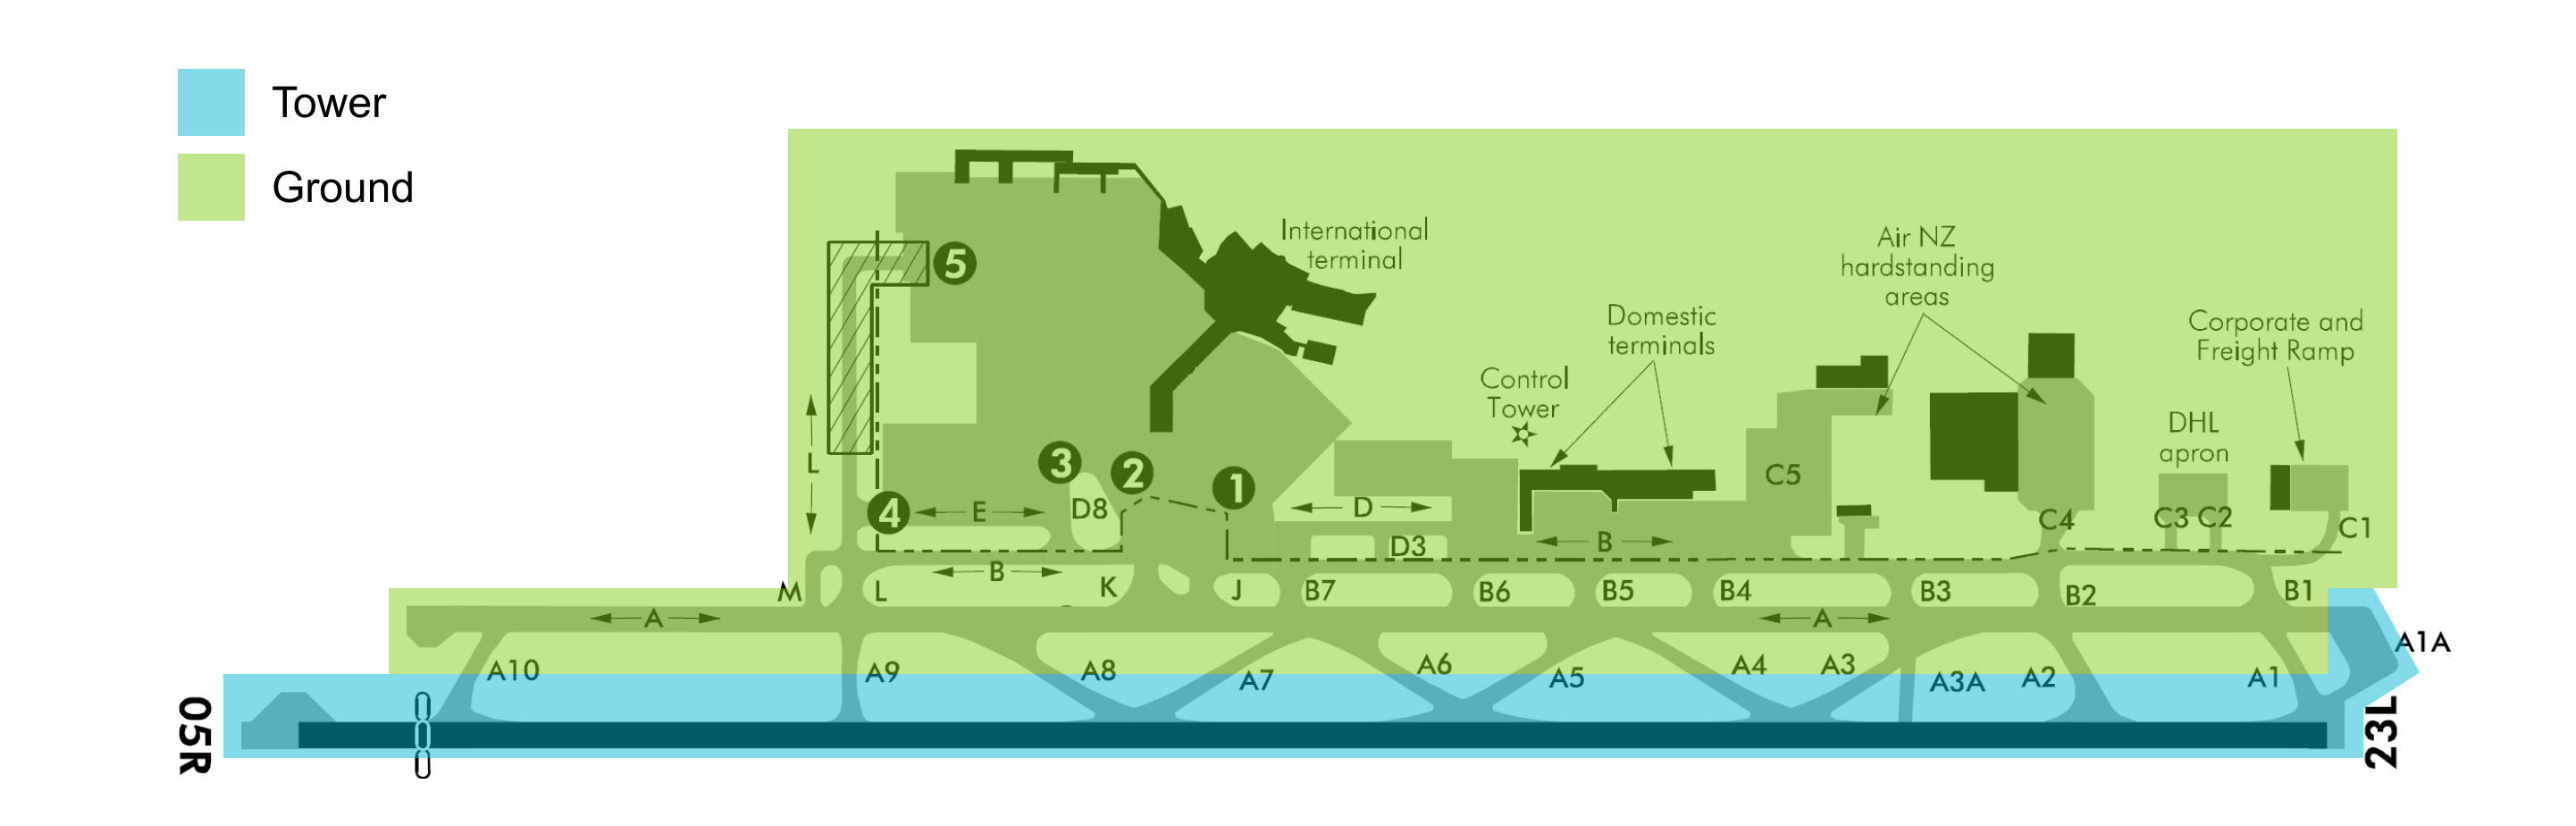 Tower
Ground
International
terminal
Air NZ
hardstanding
areas
Domestic
terminals
Corporate and
Freight Ramp
Control
Tower
DHL
apron
5
L
3
2
1
4
E
D8
D
C5
B
D3
C4
C3 C2
C1
B
M
L
K
J
B7
B6
B5
B4
B3
B2
B1
A
A
A1A
A10
A9
A8
A7
A6
A5
A4
A3
A3A
A2
A1
05R
23L